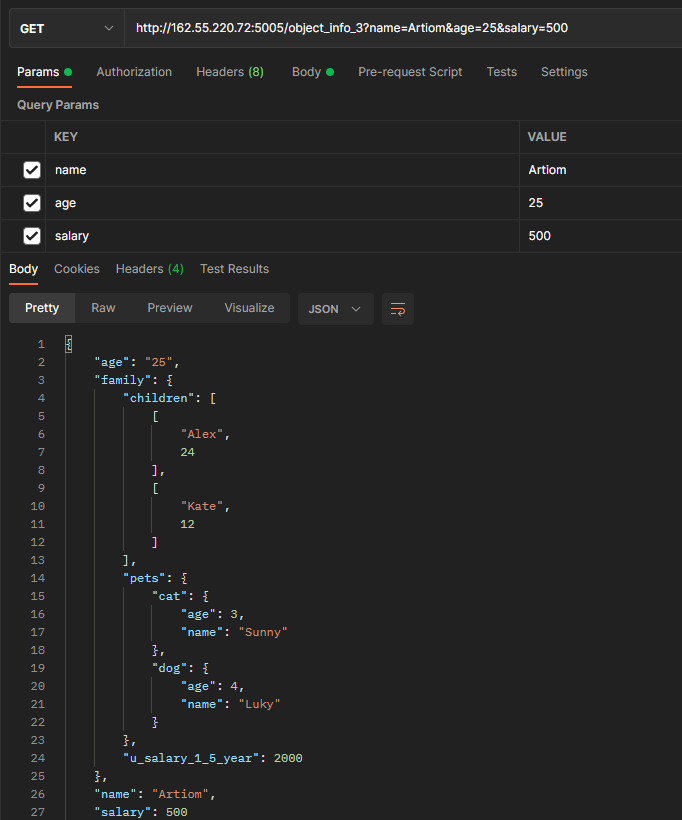 GET http://162.55.220.72:5005/object_info_3?name=Artiom&age=25&salary=500
Params Authorization Headers (8) Body Pre-request Script Tests Settings
Query Params
KEY VALUE
name Artiom
age 25
salary 500
Body Cookies Headers (4) Test Results
Pretty Raw Preview Visualize JSON
1 {
2 "age": "25",
3 "family": {
4 "children": [
5 [
6 "Alex",
7 24
8 ],
9 [
10 "Kate",
11 12
12 ]
13 ],
14 "pets": {
15 "cat": {
16 "age": 3,
17 "name": "Sunny"
18 },
19 "dog": {
20 "age": 4,
21 "name": "Luky"
22 }
23 },
24 "u_salary_1_5_year": 2000
25 },
26 "name": "Artiom",
27 "salary": 500